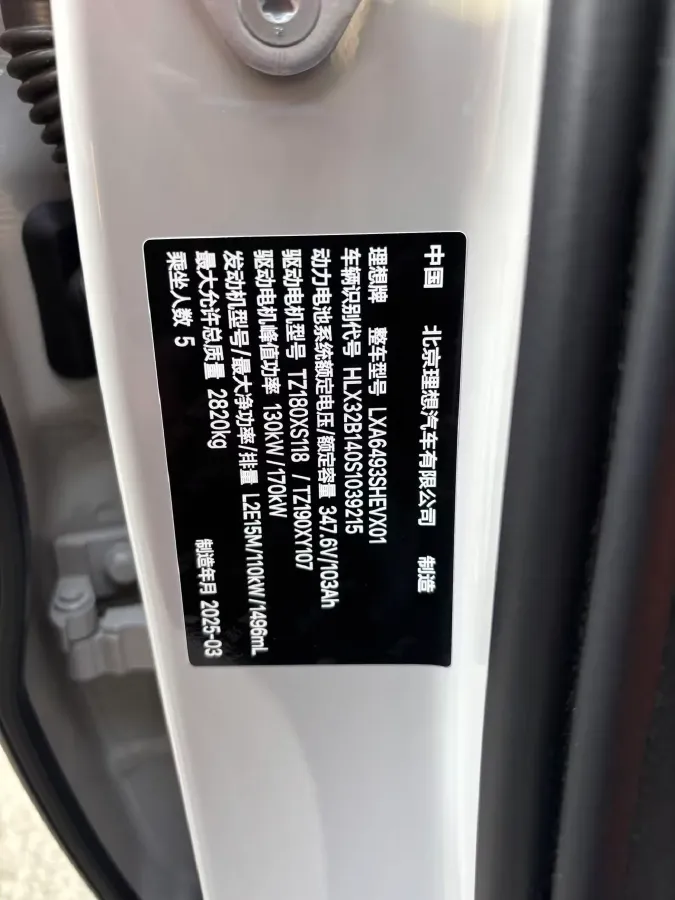 中国 北京理想汽车有限公司 制造
理想牌 整车型号 LXA6493SHEVX01
车辆识别代号 HLX32B140S1039215
动力电池系统额定电压/额定容量 347.6V/103Ah
驱动电机型号 TZ180XS118 /TZ190XY107
驱动电机峰值功率 130kW/170kW
发动机型号/最大净功率/排量 L2E15M/110kW/1496mL
最大允许总质量 2820kg 制造年月 2025-03
乘坐人数 5